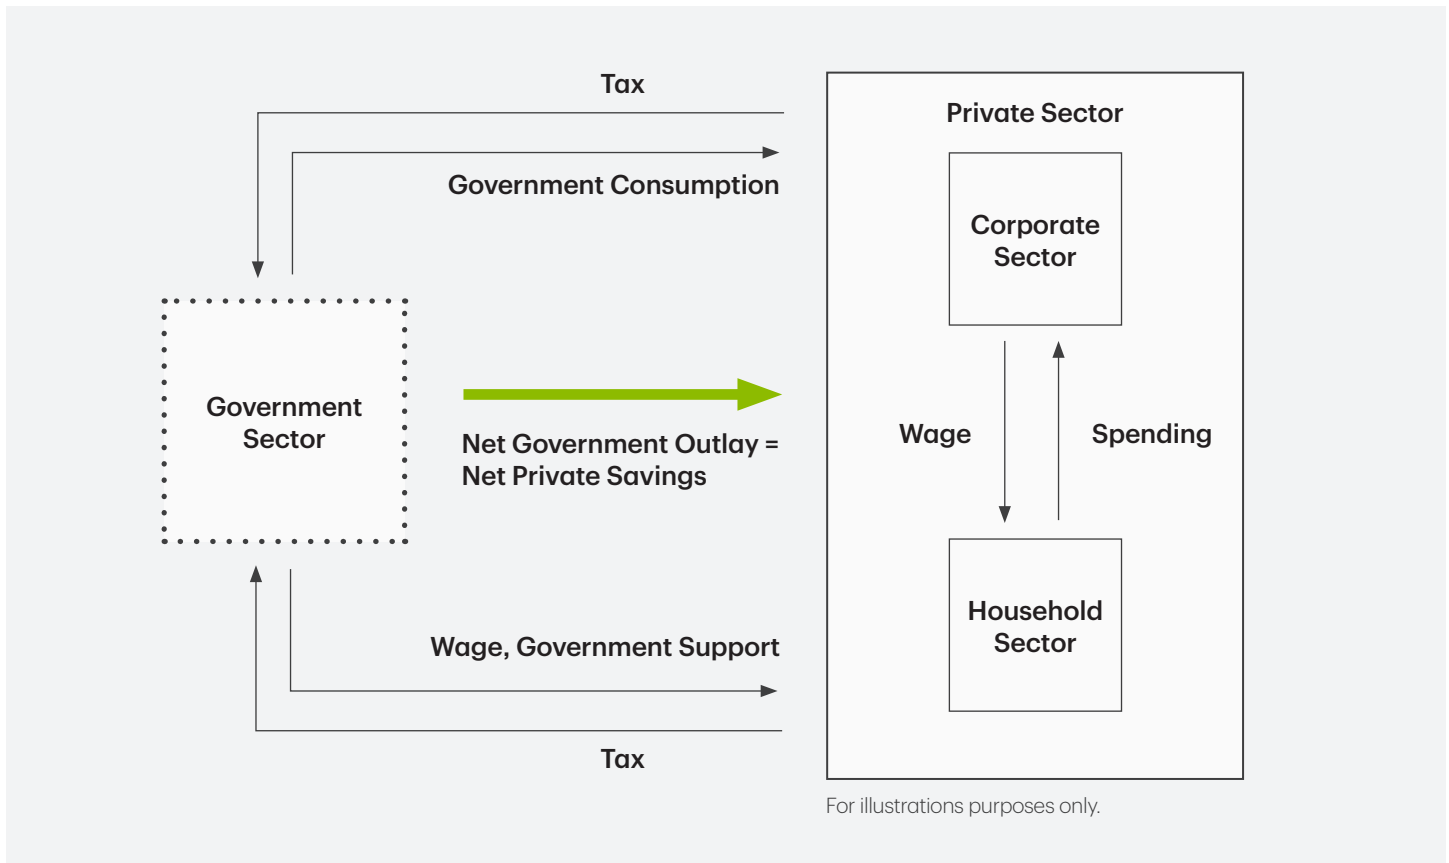 Tax
Private Sector
Government Consumption
Corporate
Sector
Government
Sector
Net Government Outlay =
Net Private Savings
Wage
Spending
Household
Sector
Wage, Government Support
Tax
For illustrations purposes only.